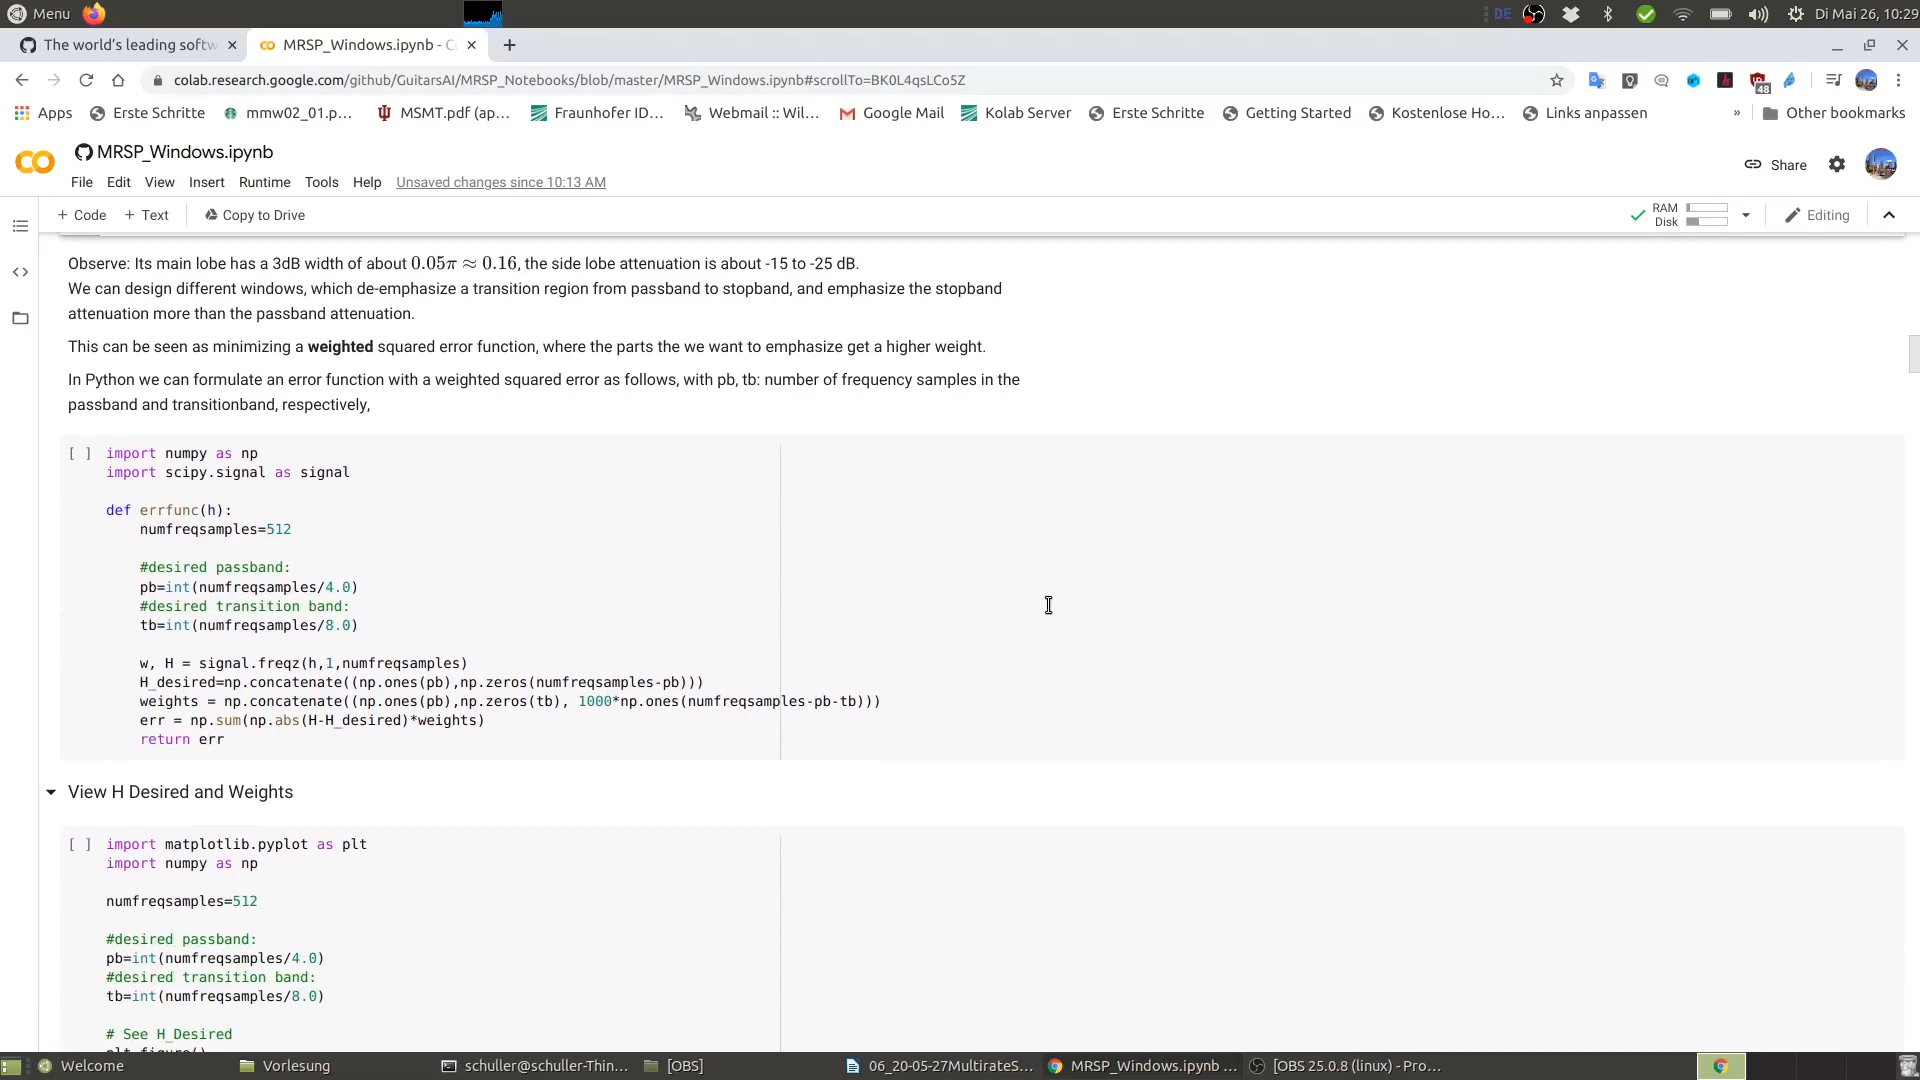 Menu
DE
Di Mai 26, 10:29
The world's leading softw
MRSP_Windows.ipynb - C
colab.research.google.com/github/GuitarsAI/MRSP_Notebooks/blob/master/MRSP_Windows.ipynb#scrollTo=BK0L4qsLCo5Z
48
Apps
Erste Schritte
mmw02_01.p...
MSMT.pdf (ap...
Fraunhofer ID...
Webmail :: Wil...
Google Mail
Kolab Server
Erste Schritte
Getting Started
Kostenlose Ho...
Links anpassen
»
Other bookmarks
MRSP_Windows.ipynb
Share
File Edit View Insert Runtime Tools Help Unsaved changes since 10:13 AM
+ Code + Text Copy to Drive
RAM
Disk
Editing
Observe: Its main lobe has a 3dB width of about 0.05π ≈ 0.16, the side lobe attenuation is about -15 to -25 dB.
We can design different windows, which de-emphasize a transition region from passband to stopband, and emphasize the stopband
attenuation more than the passband attenuation.
This can be seen as minimizing a weighted squared error function, where the parts the we want to emphasize get a higher weight.
In Python we can formulate an error function with a weighted squared error as follows, with pb, tb: number of frequency samples in the
passband and transitionband, respectively,
[ ] import numpy as np
import scipy.signal as signal
def errfunc(h):
numfreqsamples=512
#desired passband:
pb=int(numfreqsamples/4.0)
#desired transition band:
tb=int(numfreqsamples/8.0)
w, H = signal.freqz(h,1,numfreqsamples)
H_desired=np.concatenate((np.ones(pb),np.zeros(numfreqsamples-pb)))
weights = np.concatenate((np.ones(pb),np.zeros(tb), 1000*np.ones(numfreqsamples-pb-tb)))
err = np.sum(np.abs(H-H_desired)*weights)
return err
View H Desired and Weights
[ ] import matplotlib.pyplot as plt
import numpy as np
numfreqsamples=512
#desired passband:
pb=int(numfreqsamples/4.0)
#desired transition band:
tb=int(numfreqsamples/8.0)
# See H_Desired
plt.figure()
Welcome
Vorlesung
schuller@schuller-Thin...
[OBS]
06_20-05-27MultirateS...
MRSP_Windows.ipynb ...
[OBS 25.0.8 (linux) - Pro...